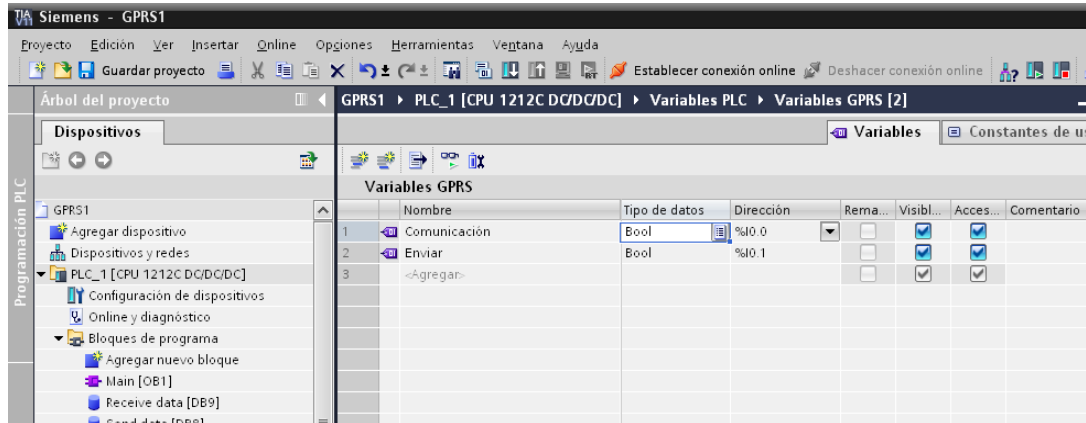 Siemens - GPRS1
Proyecto Edición Ver Insertar Online Opciones Herramientas Ventana Ayuda
Guardar proyecto Establecer conexión online Deshacer conexión online
Árbol del proyecto GPRS1 PLC_1 [CPU 1212C DC/DC/DC] Variables PLC Variables GPRS [2]
Dispositivos Variables Constantes de
Programación PLC
Variables GPRS
Nombre Tipo de datos Dirección Rema... Visibl... Acces... Comentario
1 Comunicación Bool %I0.0
2 Enviar Bool %I0.1
3 <Agregar>
GPRS1
Agregar dispositivo
Dispositivos y redes
PLC_1 [CPU 1212C DC/DC/DC]
Configuración de dispositivos
Online y diagnóstico
Bloques de programa
Agregar nuevo bloque
Main [OB1]
Receive data [DB9]
Send data [DB8]